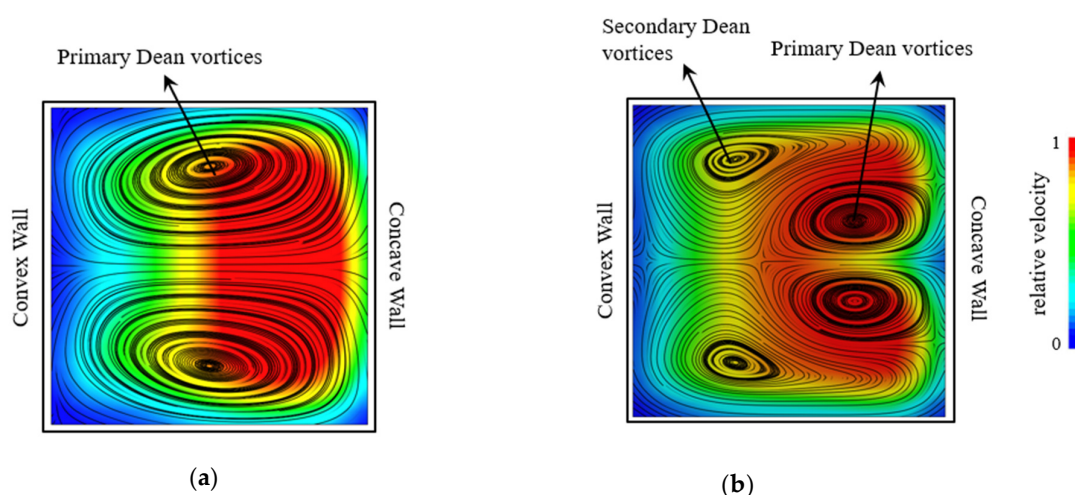 Primary Dean vortices
Convex Wall
Concave Wall
(a)
Secondary Dean
vortices
Primary Dean vortices
Convex Wall
Concave Wall
1
relative velocity
0
(b)